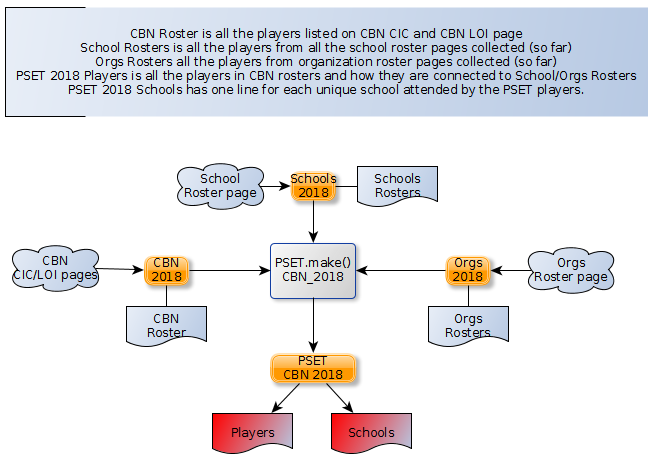 CBN Roster is all the players listed on CBN CIC and CBN LOI page
School Rosters is all the players from all the school roster pages collected (so far)
Orgs Rosters all the players from organization roster pages collected (so far)
PSET 2018 Players is all the players in CBN rosters and how they are connected to School/Orgs Rosters
PSET 2018 Schools has one line for each unique school attended by the PSET players.
School
Roster page
Schools
2018
Schools
Rosters
CBN
CIC/LOI pages
CBN
2018
PSET.make()
CBN_2018
Orgs
2018
Orgs
Roster page
CBN
Roster
Orgs
Rosters
PSET
CBN 2018
Players
Schools